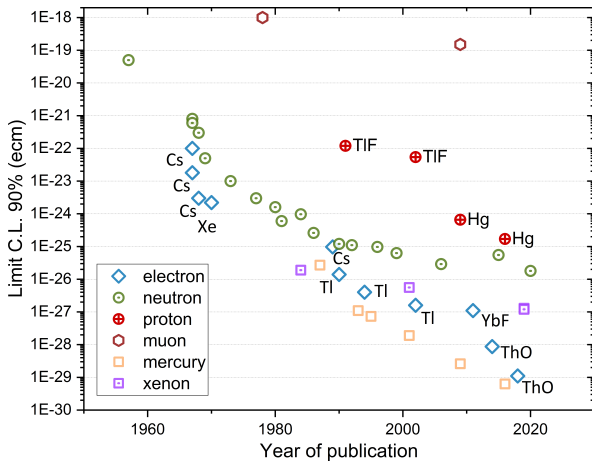 Limit C.L. 90% (ecm)
1E-18
1E-19
1E-20
1E-21
1E-22
1E-23
1E-24
1E-25
1E-26
1E-27
1E-28
1E-29
1E-30
TlF
TlF
Cs
Cs
Cs
Xe
Hg
Hg
Cs
Tl
Tl
Tl
YbF
ThO
ThO
electron
neutron
proton
muon
mercury
xenon
1960
1980
2000
2020
Year of publication